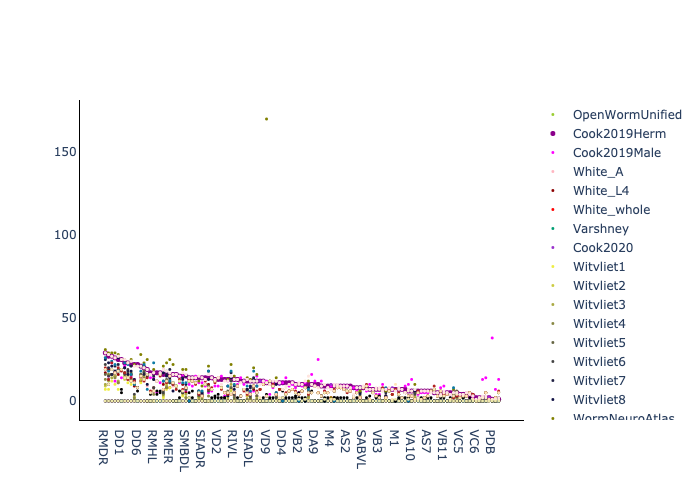 OpenWormUnified
Cook2019Herm
Cook2019Male
White_A
White_L4
White_whole
Varshney
Cook2020
Witvliet1
Witvliet2
Witvliet3
Witvliet4
Witvliet5
Witvliet6
Witvliet7
Witvliet8
WormNeuroAtlas
150
100
50
0
RMDR
DD1
DD6
RMHL
RMER
SMBDL
SIADR
VD2
RIVL
SIADL
VD9
DD4
VB2
DA9
M4
AS2
SABVL
VB3
M1
VA10
AS7
VB11
VC5
VC6
PDB